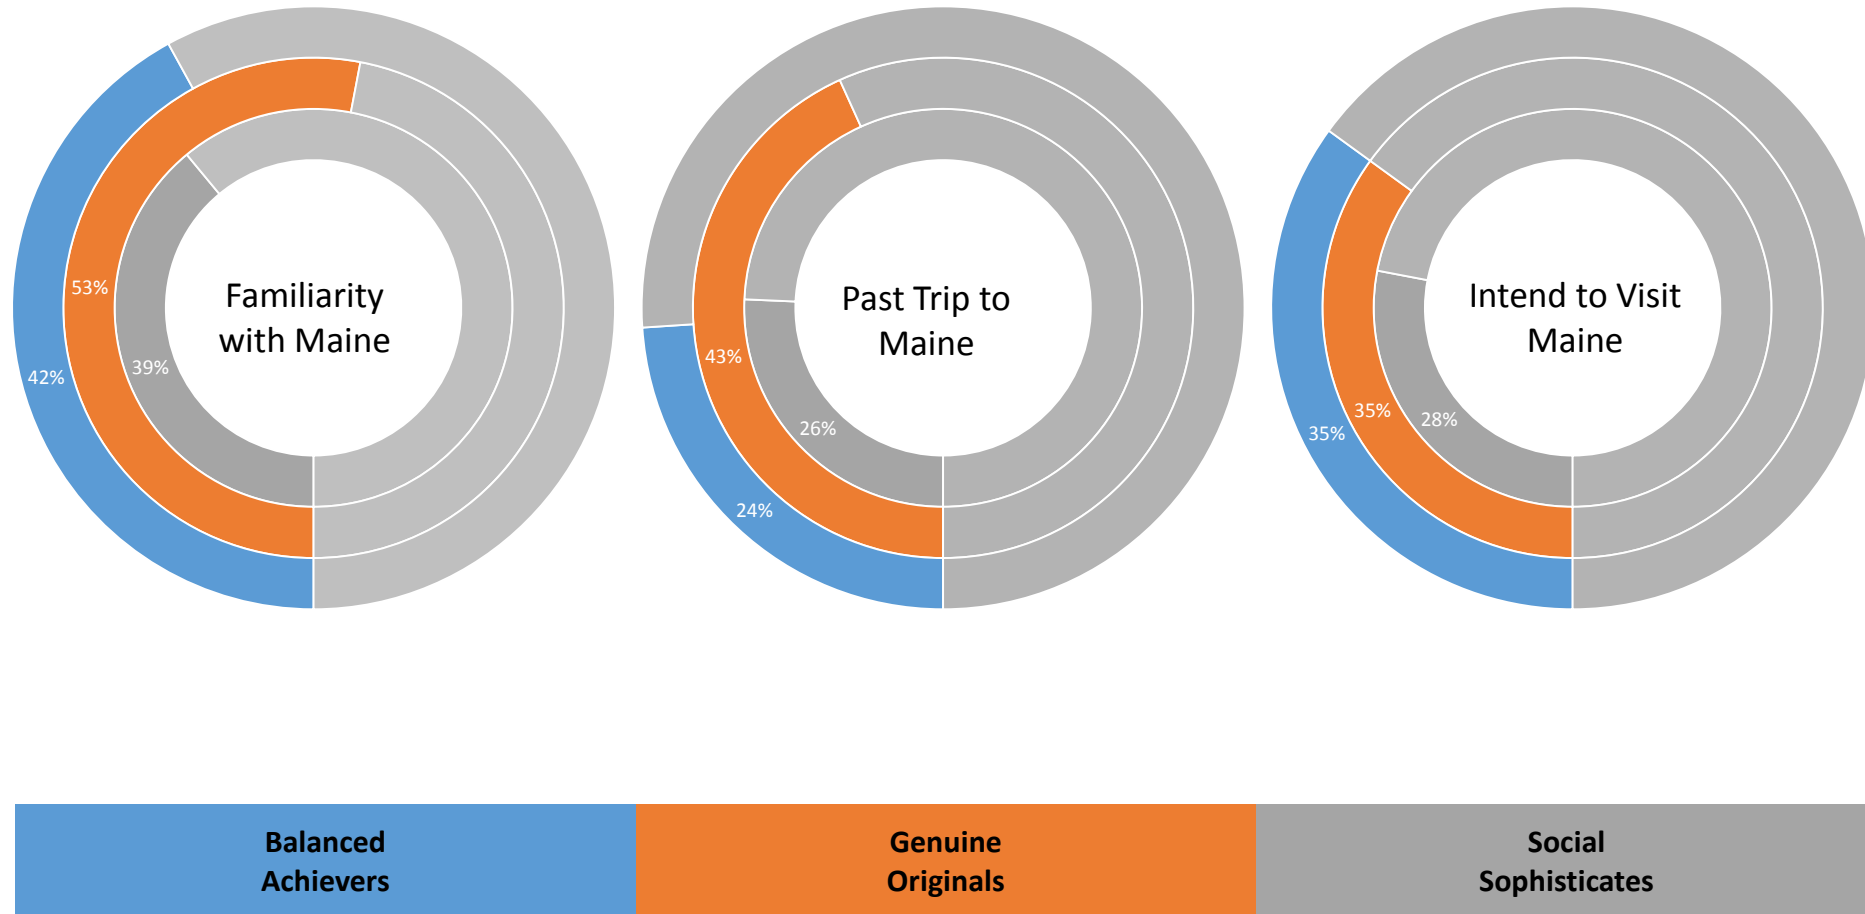 Familiarity
with Maine
53%
39%
42%
Past Trip to
Maine
43%
26%
24%
Intend to Visit
Maine
35%
28%
35%
Balanced
Achievers
Genuine
Originals
Social
Sophisticates